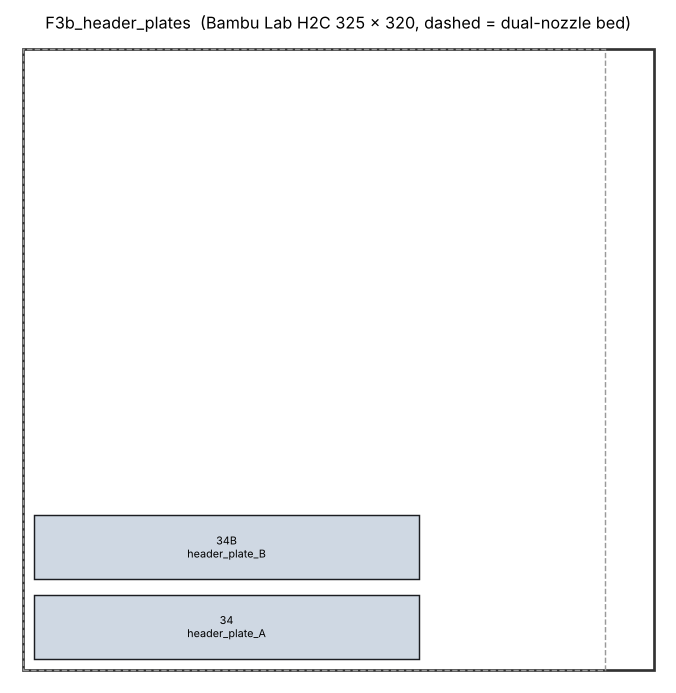 F3b_header_plates (Bambu Lab H2C 325 × 320, dashed = dual-nozzle bed)
34B
header_plate_B
34
header_plate_A